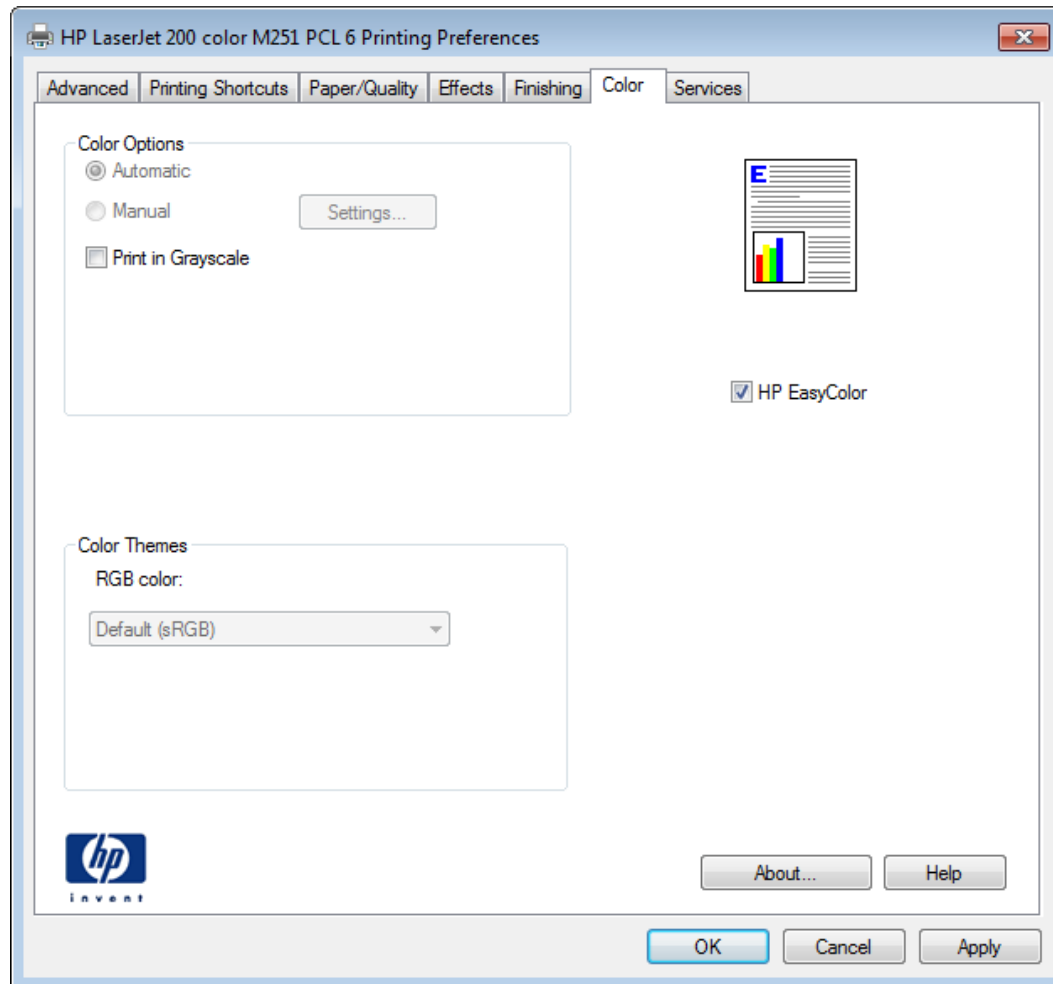 HP LaserJet 200 color M251 PCL 6 Printing Preferences
Advanced Printing Shortcuts Paper/Quality Effects Finishing Color Services
Color Options
Automatic
Manual Settings...
Print in Grayscale
E
HP EasyColor
Color Themes
RGB color:
Default (sRGB)
hp
invent
About... Help
OK Cancel Apply